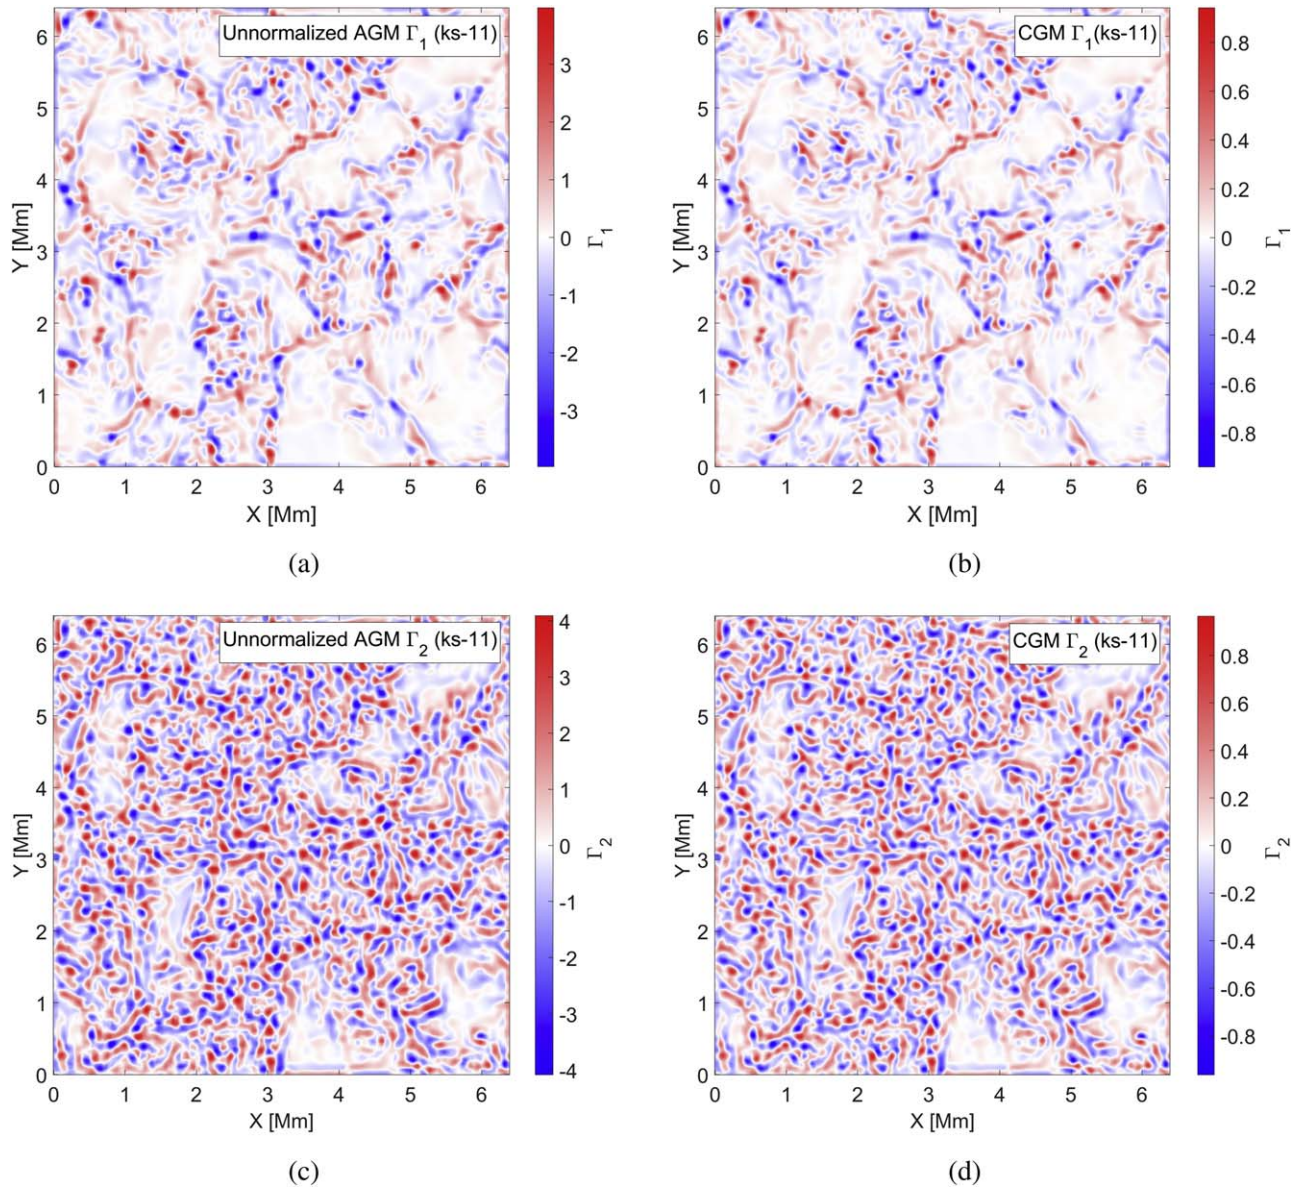 Unnormalized AGM Γ1 (ks-11)
6
5
4
3
2
1
0
0 1 2 3 4 5 6
Y [Mm]
X [Mm]
3
2
1
0
-1
-2
-3
Γ1
(a)
CGM Γ1(ks-11)
6
5
4
3
2
1
0
0 1 2 3 4 5 6
Y [Mm]
X [Mm]
0.8
0.6
0.4
0.2
0
-0.2
-0.4
-0.6
-0.8
Γ1
(b)
Unnormalized AGM Γ2 (ks-11)
6
5
4
3
2
1
0
0 1 2 3 4 5 6
Y [Mm]
X [Mm]
4
3
2
1
0
-1
-2
-3
-4
Γ2
(c)
CGM Γ2 (ks-11)
6
5
4
3
2
1
0
0 1 2 3 4 5 6
Y [Mm]
X [Mm]
0.8
0.6
0.4
0.2
0
-0.2
-0.4
-0.6
-0.8
Γ2
(d)